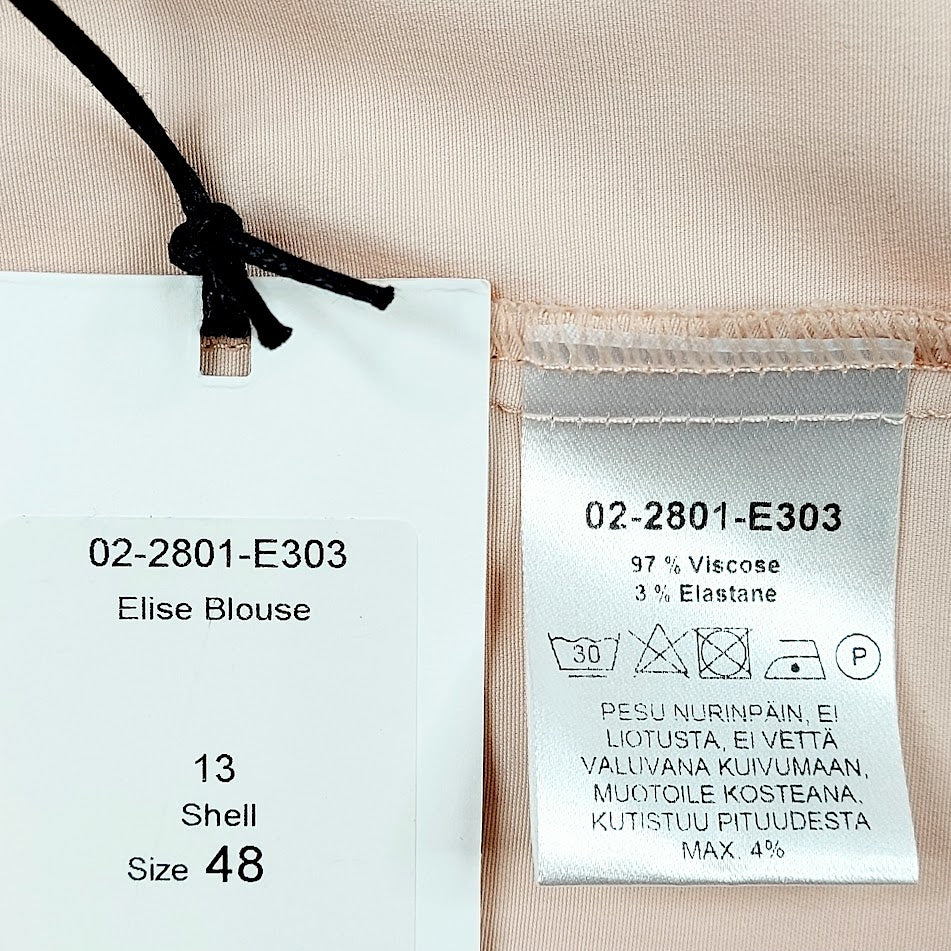 02-2801-E303
Elise Blouse
13
Shell
Size 48
02-2801-E303
97 % Viscose
3 % Elastane
30 P
PESU NURINPÄIN, EI
LIOTUSTA, EI VETTÄ
VALUVANA KUIVUMAAN,
MUOTOILE KOSTEANA.
KUTISTUU PITUUDESTA
MAX. 4%